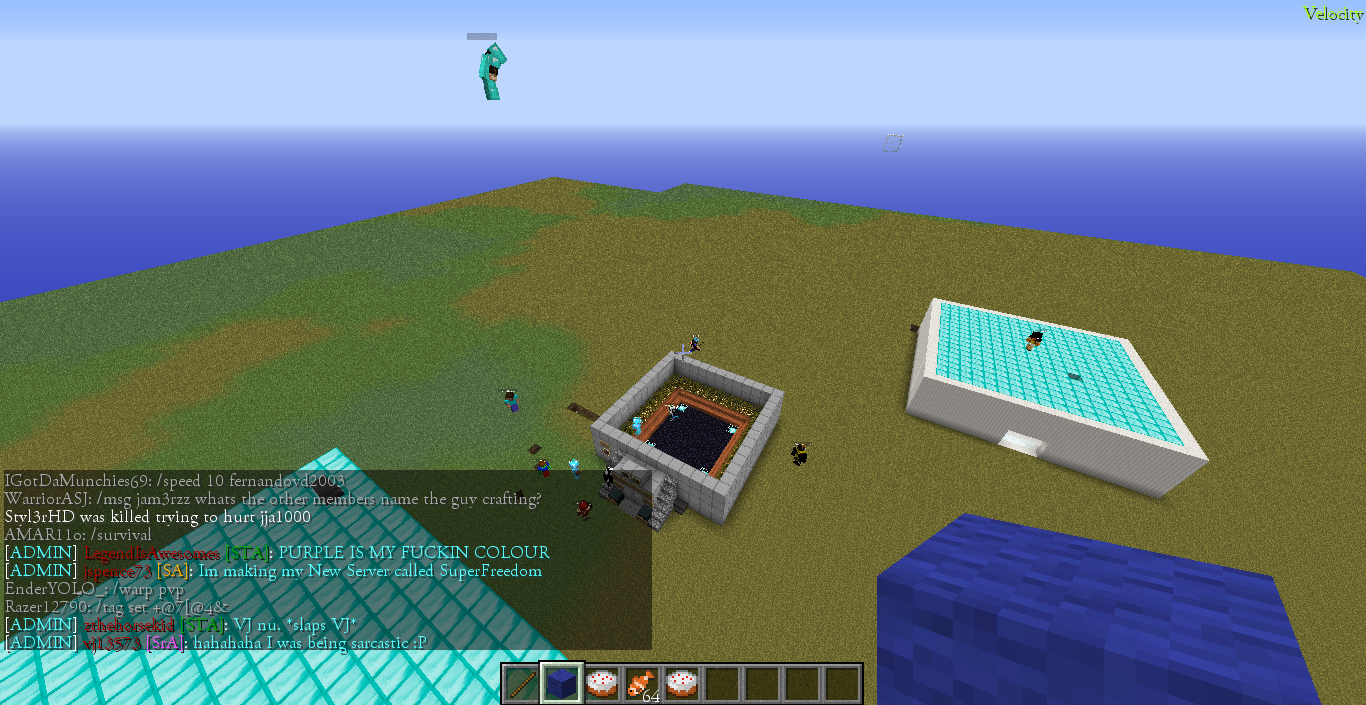 Velocity
IGotDaMunchies69: /speed 10 fernandovd2003
WarriorASJ: /msg jam3rzz whats the other members name the guy crafting?
Styl3rHD was killed trying to hurt jja1000
AMAR11o: /survival
[ADMIN] LegendIsAwesomes [STA]: PURPLE IS MY FUCKIN COLOUR
[ADMIN] jspence73 [SA]: Im making my New Server called SuperFreedom
EnderYOLO_: /warp pvp
Razer12790: /tag set +@7[@4&
[ADMIN] zthehorsekid [STA]: VJ nu. *slaps VJ*
[ADMIN] vj13573 [SrA]: hahahaha I was being sarcastic :P
64